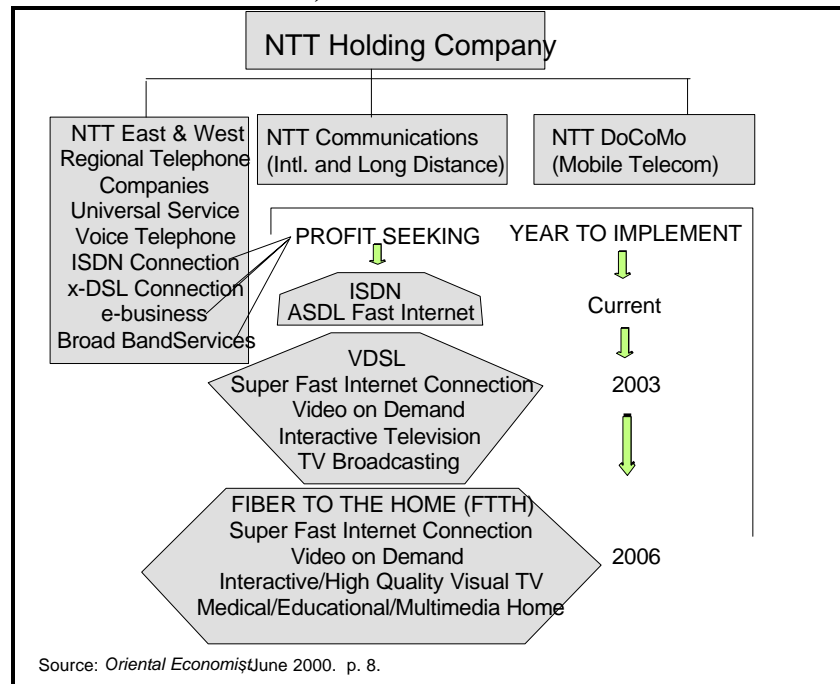 NTT Holding Company
NTT East & West
Regional Telephone
Companies
Universal Service
Voice Telephone
ISDN Connection
x-DSL Connection
e-business
Broad BandServices
NTT Communications
(Intl. and Long Distance)
NTT DoCoMo
(Mobile Telecom)
PROFIT SEEKING
YEAR TO IMPLEMENT
ISDN
ASDL Fast Internet
Current
VDSL
Super Fast Internet Connection
Video on Demand
Interactive Television
TV Broadcasting
2003
FIBER TO THE HOME (FTTH)
Super Fast Internet Connection
Video on Demand
Interactive/High Quality Visual TV
Medical/Educational/Multimedia Home
2006
Source: Oriental Economist, June 2000. p. 8.